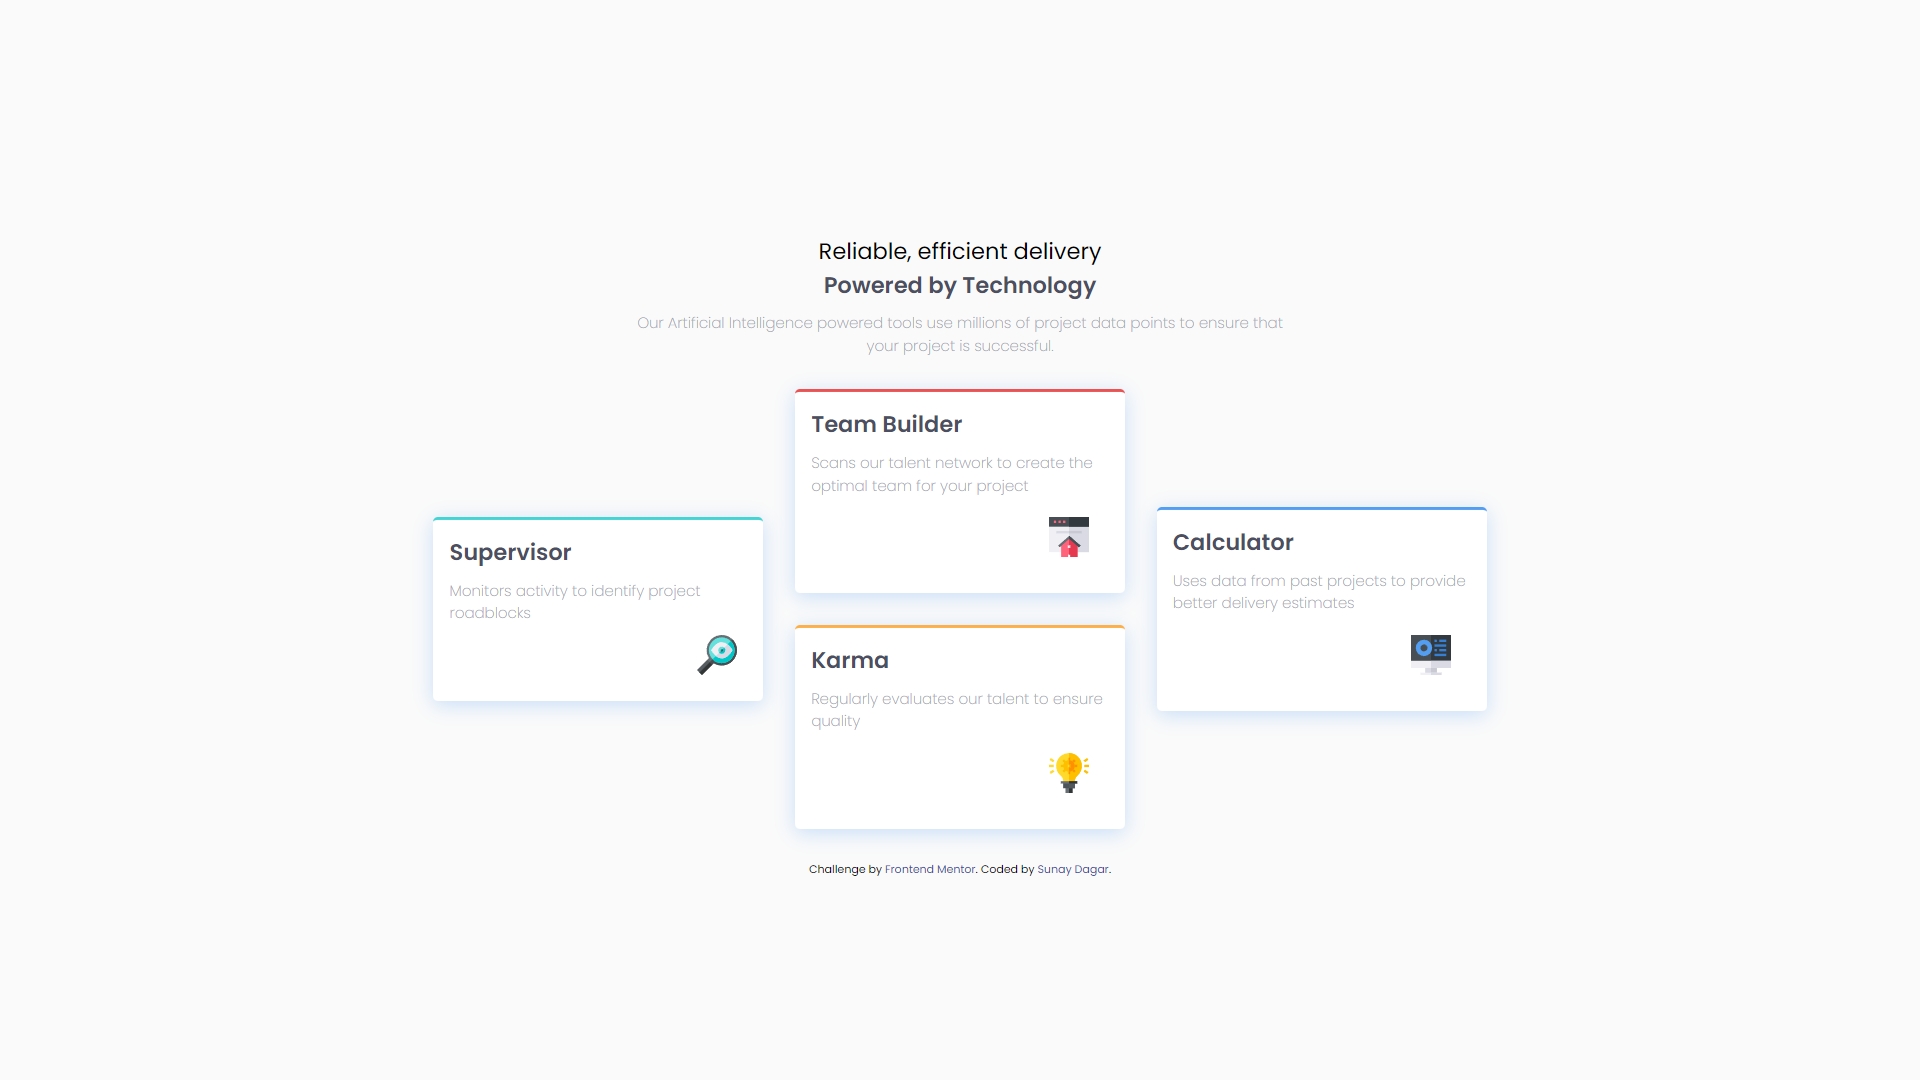 Reliable, efficient delivery
Powered by Technology
Our Artificial Intelligence powered tools use millions of project data points to ensure that
your project is successful.
Supervisor
Monitors activity to identify project
roadblocks
Team Builder
Scans our talent network to create the
optimal team for your project
Karma
Regularly evaluates our talent to ensure
quality
Calculator
Uses data from past projects to provide
better delivery estimates
Challenge by Frontend Mentor. Coded by Sunay Dagar.